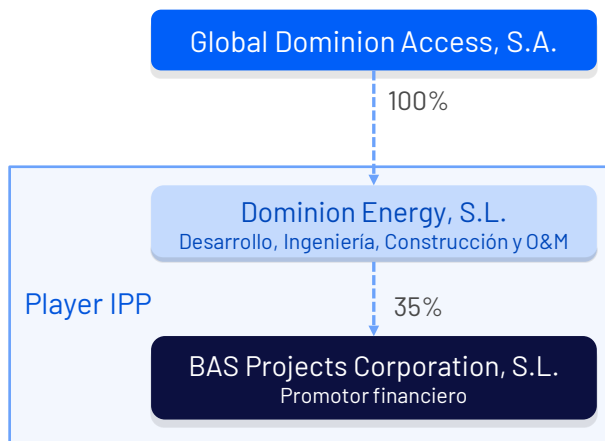 Global Dominion Access, S.A.
100%
Dominion Energy, S.L.
Desarrollo, Ingeniería, Construcción y O&M
Player IPP
35%
BAS Projects Corporation, S.L.
Promotor financiero